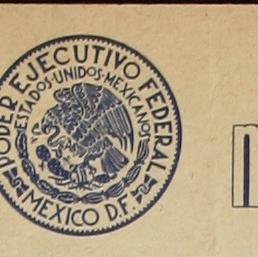 PODER EJECUTIVO FEDERAL
ESTADOS·UNIDOS·MEXICANOS
MEXICO D.F.